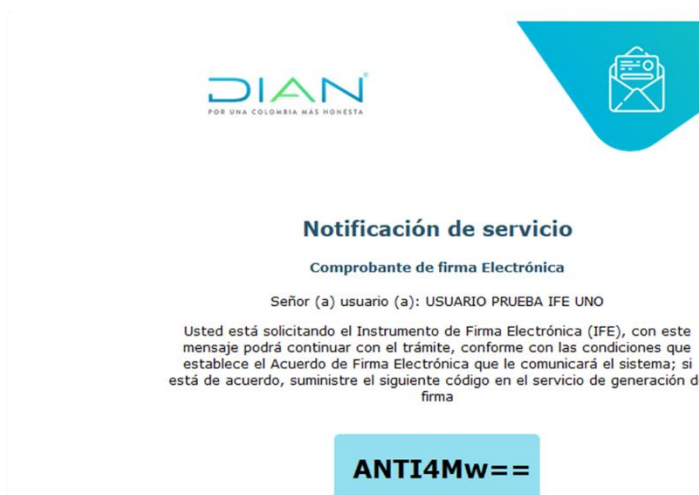 DIAN
POR UNA COLOMBIA MÁS HONESTA
Notificación de servicio
Comprobante de firma Electrónica
Señor (a) usuario (a): USUARIO PRUEBA IFE UNO
Usted está solicitando el Instrumento de Firma Electrónica (IFE), con este
mensaje podrá continuar con el trámite, conforme con las condiciones que
establece el Acuerdo de Firma Electrónica que le comunicará el sistema; si
está de acuerdo, suministre el siguiente código en el servicio de generación d
firma
ANTI4Mw==